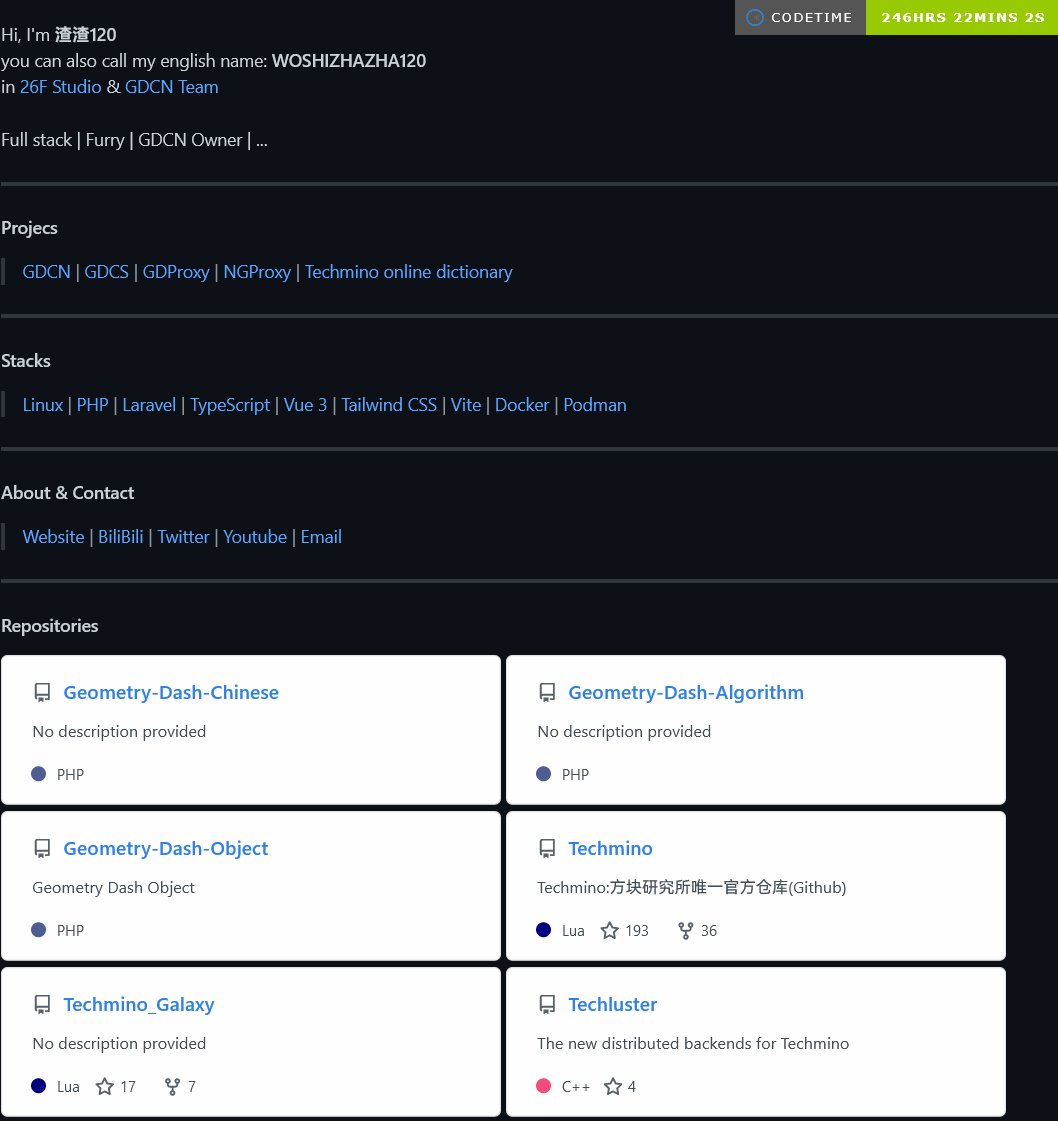 CODETIME 246HRS 22MINS 2S
Hi, I'm 渣渣120
you can also call my english name: WOSHIZHAZHA120
in 26F Studio & GDCN Team
Full stack | Furry | GDCN Owner | ...
Projecs
GDCN | GDCS | GDProxy | NGProxy | Techmino online dictionary
Stacks
Linux | PHP | Laravel | TypeScript | Vue 3 | Tailwind CSS | Vite | Docker | Podman
About & Contact
Website | BiliBili | Twitter | Youtube | Email
Repositories
Geometry-Dash-Chinese
No description provided
PHP
Geometry-Dash-Algorithm
No description provided
PHP
Geometry-Dash-Object
Geometry Dash Object
PHP
Techmino
Techmino:方块研究所唯一官方仓库(Github)
Lua 193 36
Techmino_Galaxy
No description provided
Lua 17 7
Techluster
The new distributed backends for Techmino
C++ 4